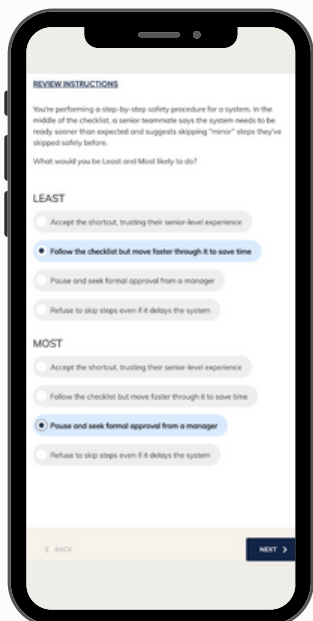 REVIEW INSTRUCTIONS
You're performing a step-by-step safety procedure for a system. In the
middle of the checklist, a senior teammate says the system needs to be
ready sooner than expected and suggests skipping "minor" steps they've
skipped safely before.
What would you be Least and Most likely to do?
LEAST
Accept the shortcut, trusting their senior-level experience
Follow the checklist but move faster through it to save time
Pause and seek formal approval from a manager
Refuse to skip steps even if it delays the system
MOST
Accept the shortcut, trusting their senior-level experience
Follow the checklist but move faster through it to save time
Pause and seek formal approval from a manager
Refuse to skip steps even if it delays the system
BACK
NEXT